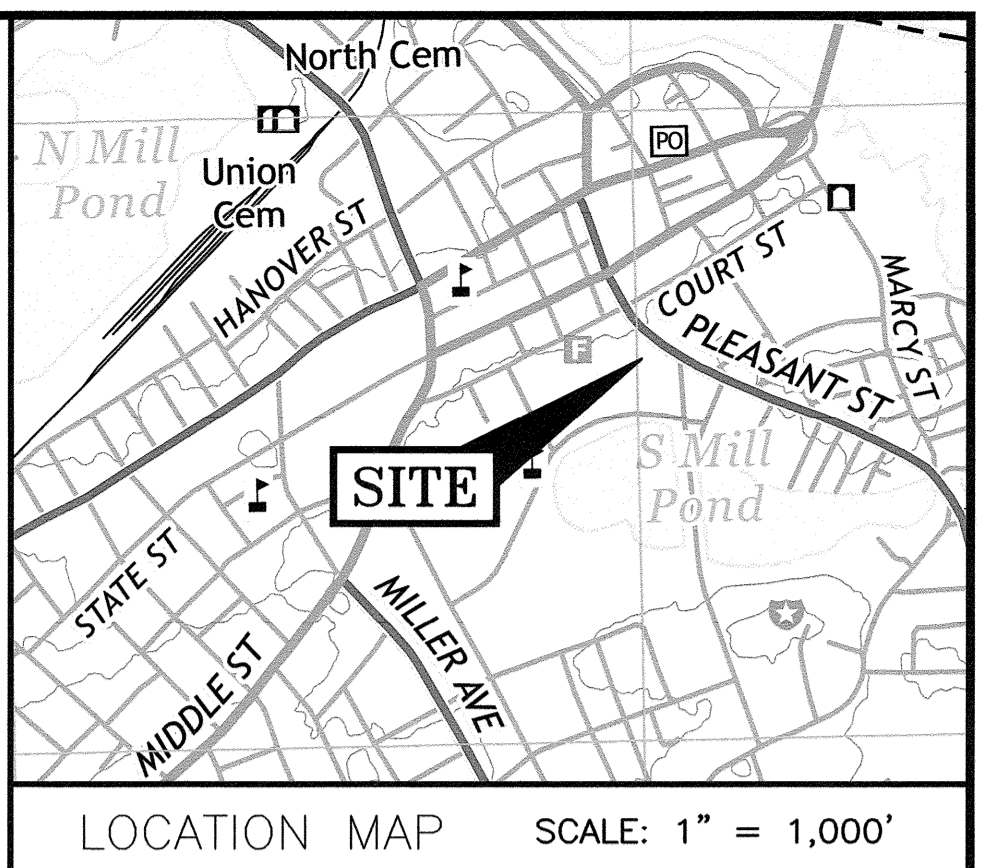 North Cem
N Mill
Pond
Union
Cem
PO
HANOVER ST
COURT ST
MARCY ST
PLEASANT ST
F
S Mill
Pond
SITE
STATE ST
MIDDLE ST
MILLER AVE
LOCATION MAP
SCALE: 1" = 1,000'